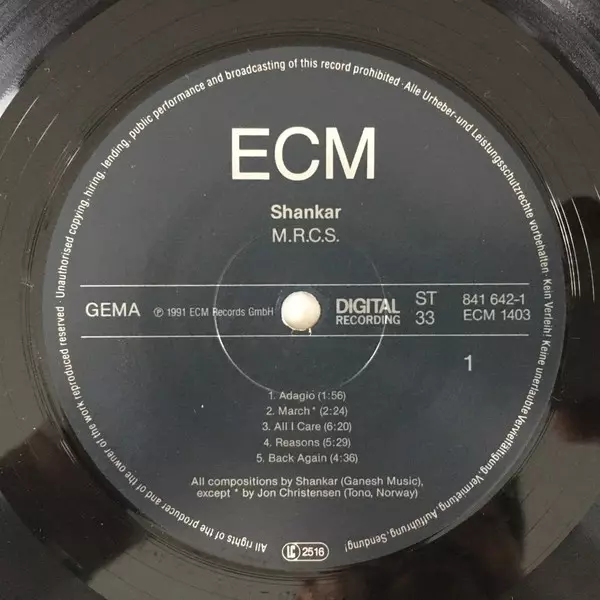 Unauthorised copying, hiring, lending, public performance and broadcasting of this record prohibited · Alle Urheber- und Leistungsschutzrechte vorbehalten · Kein Verleih! Keine unerlaubte Vervielfältigung, Vermietung, Aufführung, Sendung!
ECM
Shankar
M.R.C.S.
GEMA
℗ 1991 ECM Records GmbH
DIGITAL
RECORDING
ST
33
841 642-1
ECM 1403
1
1. Adagio (1:56)
2. March * (2:24)
3. All I Care (6:20)
4. Reasons (5:29)
5. Back Again (4:36)
All compositions by Shankar (Ganesh Music),
except * by Jon Christensen (Tono, Norway)
LC 2516
All rights of the producer and of the owner of the work reproduced reserved ·